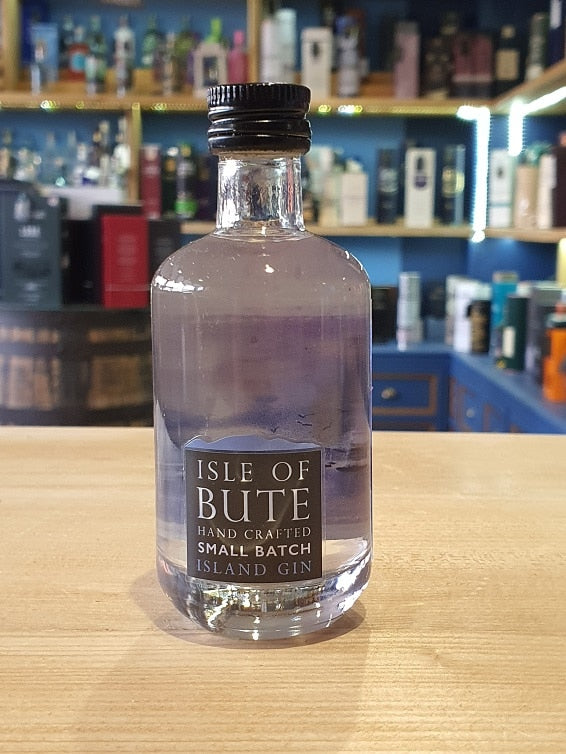 ISLE OF
BUTE
HAND CRAFTED
SMALL BATCH
ISLAND GIN